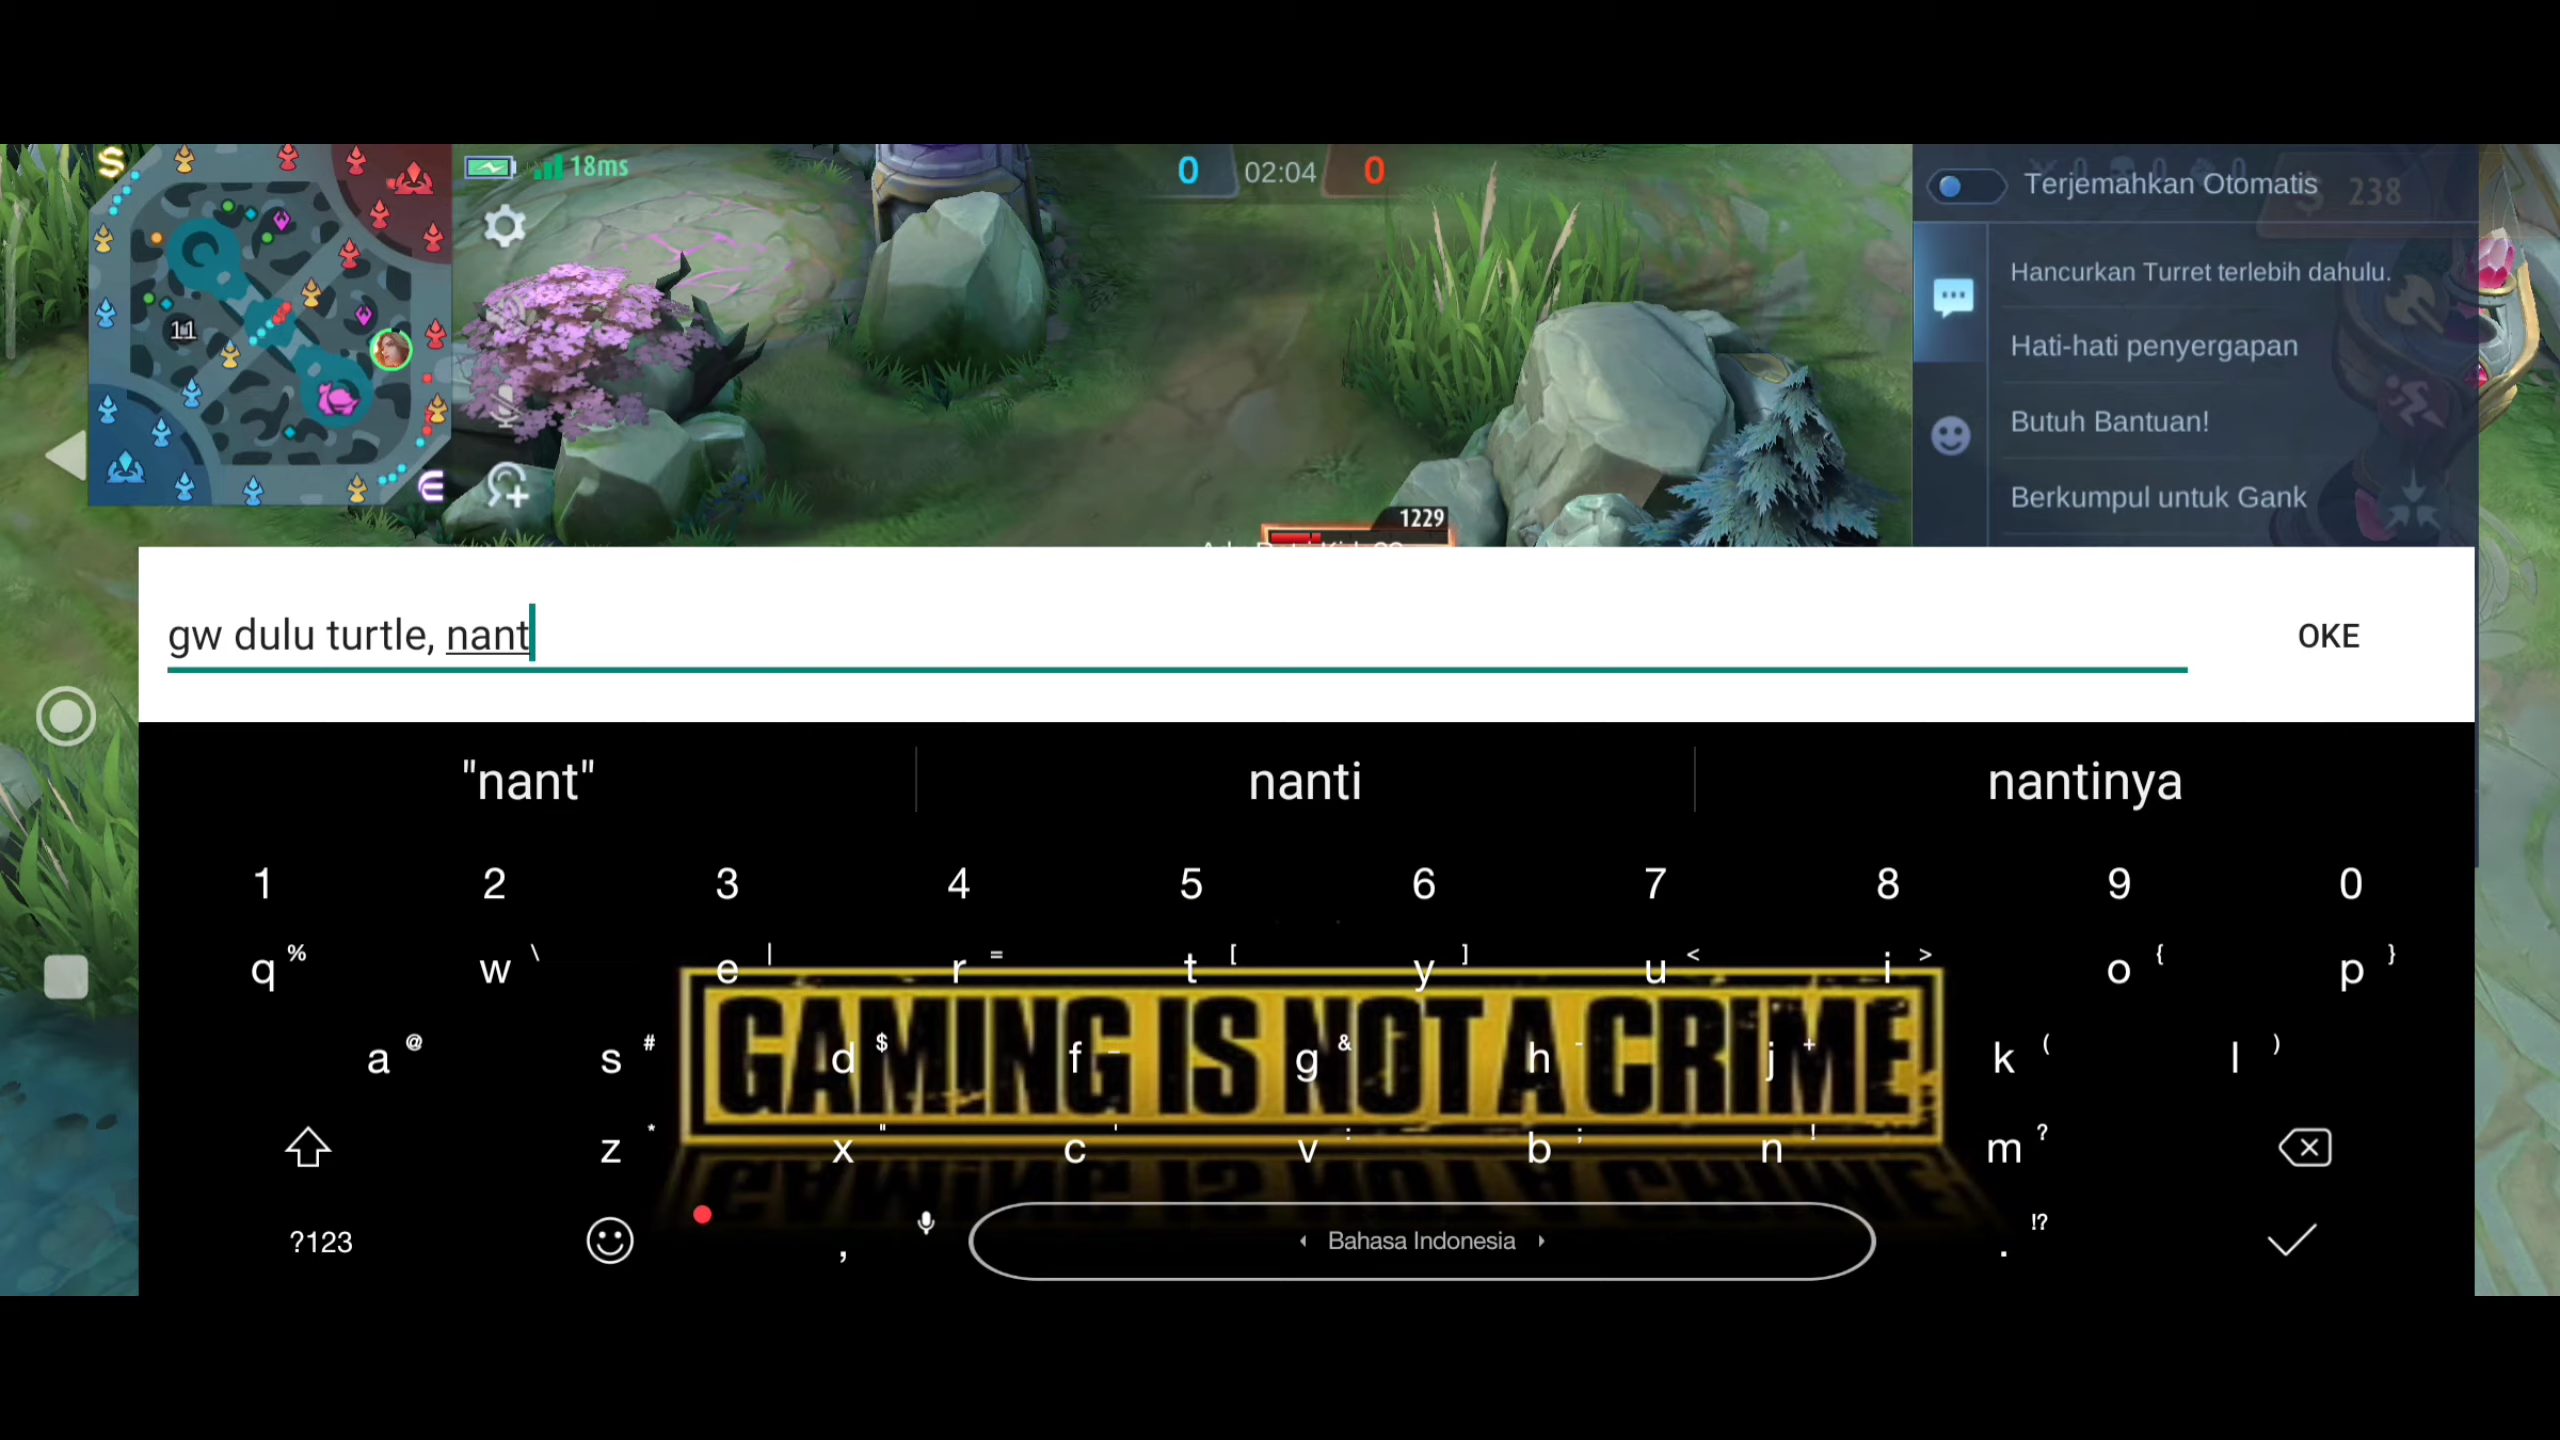 18ms
0 02:04 0
Terjemahkan Otomatis
238
Hancurkan Turret terlebih dahulu.
Hati-hati penyergapan
Butuh Bantuan!
Berkumpul untuk Gank
11
1229
gw dulu turtle, nant
OKE
"nant" nanti nantinya
1 2 3 4 5 6 7 8 9 0
q % w \ e | r = t [ y ] u < i > o { p }
a @ s # d $ f _ g & h - j + k ( l )
GAMING IS NOT A CRIME
z * x " c ' v : b ; n ! m ?
?123 , Bahasa Indonesia . !?